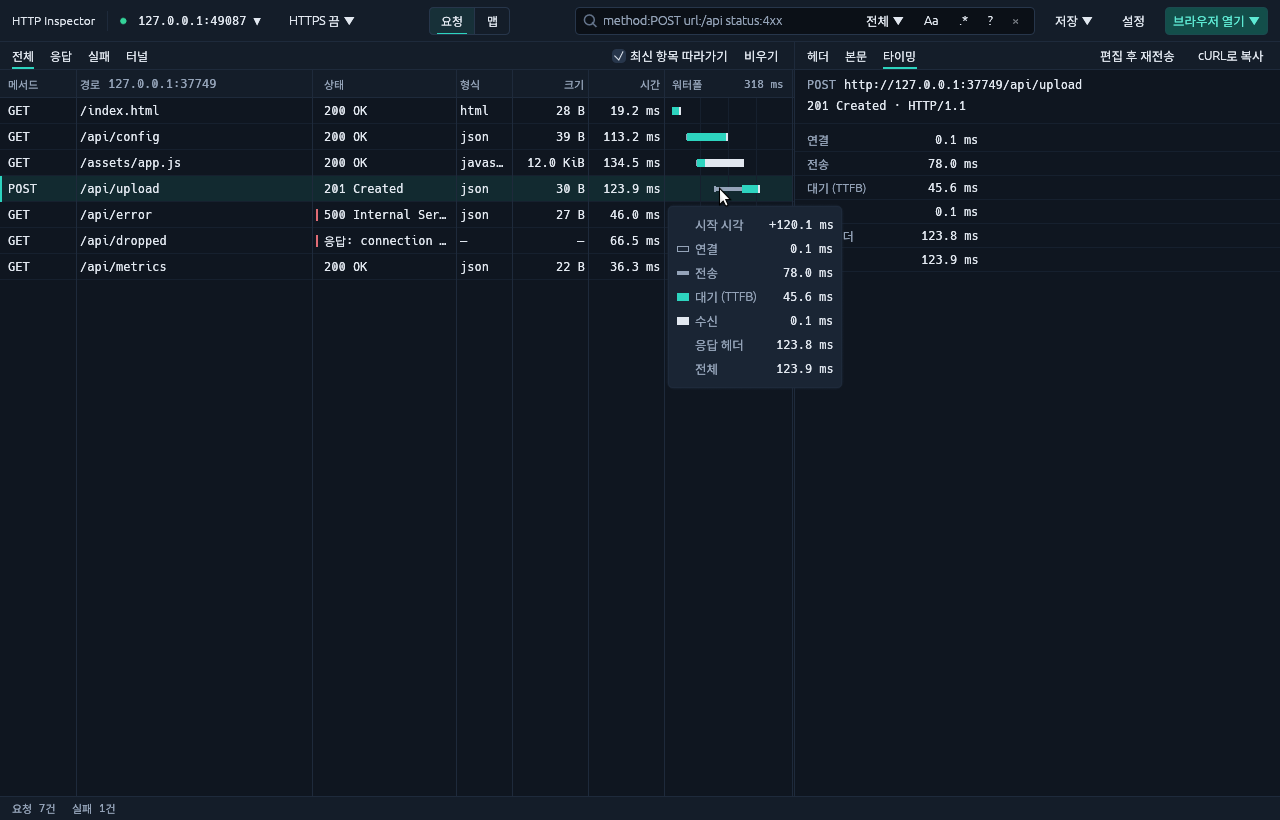 HTTP Inspector 127.0.0.1:49087 ▼ HTTPS 끔 ▼ 요청 맵 method:POST url:/api status:4xx 전체 ▼ Aa .* ? × 저장 ▼ 설정 브라우저 열기 ▼
전체 응답 실패 터널 최신 항목 따라가기 비우기 헤더 본문 타이밍 편집 후 재전송 cURL로 복사
메서드 경로 127.0.0.1:37749 상태 형식 크기 시간 워터폴 318 ms
GET /index.html 200 OK html 28 B 19.2 ms
GET /api/config 200 OK json 39 B 113.2 ms
GET /assets/app.js 200 OK javas… 12.0 KiB 134.5 ms
POST /api/upload 201 Created json 30 B 123.9 ms
GET /api/error 500 Internal Ser… json 27 B 46.0 ms
GET /api/dropped 응답: connection … — — 66.5 ms
GET /api/metrics 200 OK json 22 B 36.3 ms
시작 시각 +120.1 ms
연결 0.1 ms
전송 78.0 ms
대기 (TTFB) 45.6 ms
수신 0.1 ms
응답 헤더 123.8 ms
전체 123.9 ms
POST http://127.0.0.1:37749/api/upload
201 Created · HTTP/1.1
연결 0.1 ms
전송 78.0 ms
대기 (TTFB) 45.6 ms
0.1 ms
더 123.8 ms
123.9 ms
요청 7건 실패 1건